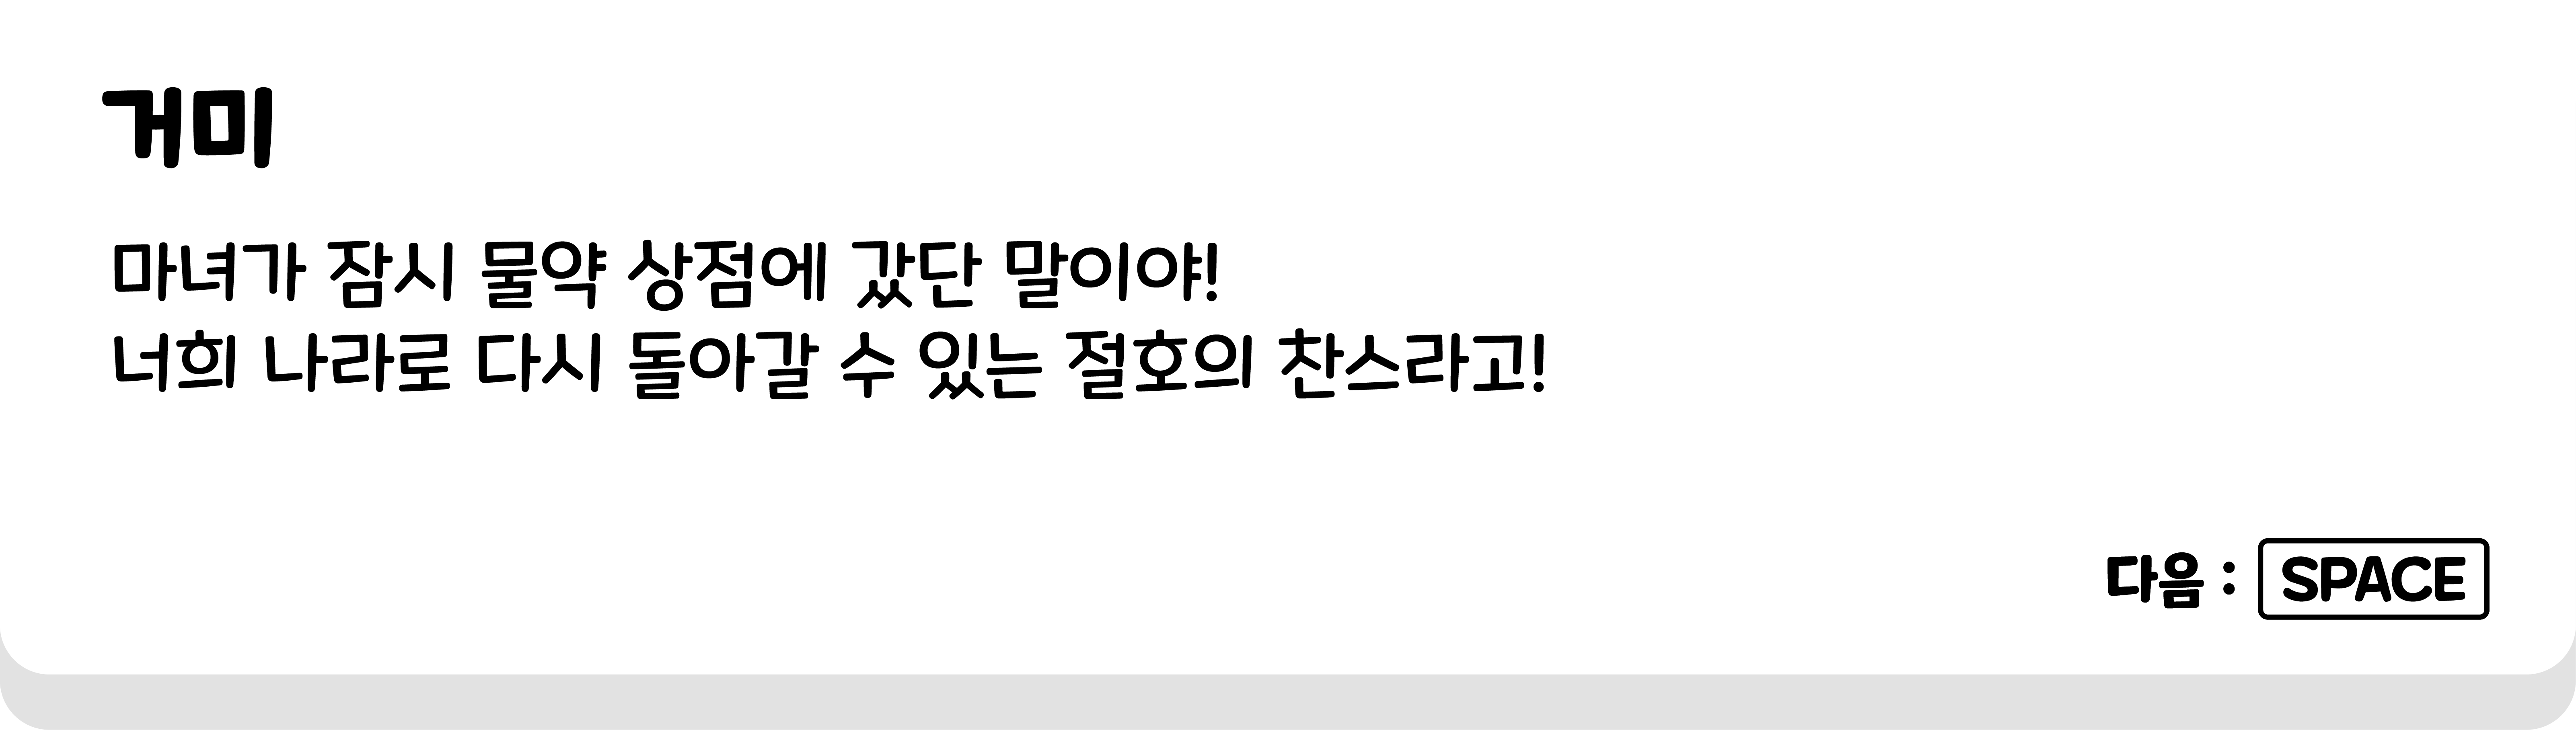 거미
마녀가 잠시 물약 상점에 갔단 말이야!
너희 나라로 다시 돌아갈 수 있는 절호의 찬스라고!
다음 : SPACE